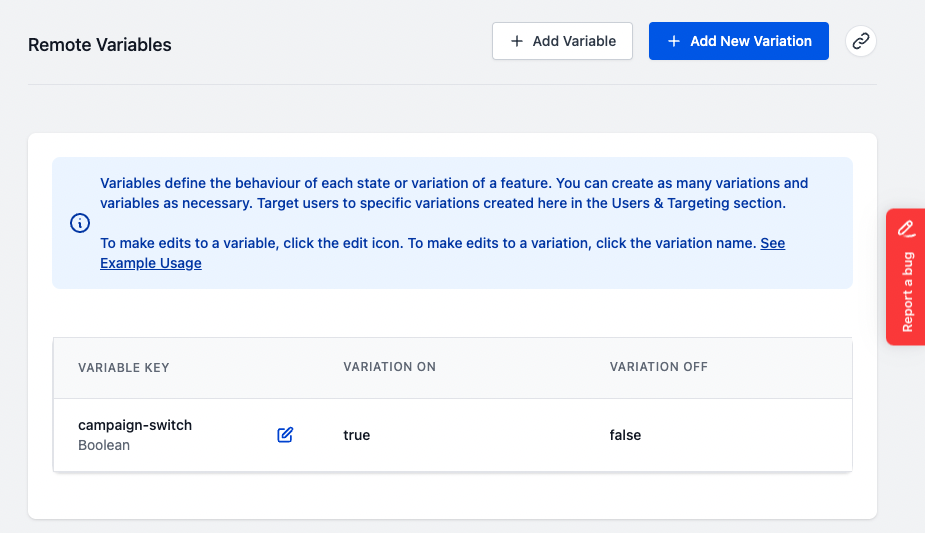 Remote Variables
+ Add Variable
+ Add New Variation
Variables define the behaviour of each state or variation of a feature. You can create as many variations and
variables as necessary. Target users to specific variations created here in the Users & Targeting section.
To make edits to a variable, click the edit icon. To make edits to a variation, click the variation name. See
Example Usage
Report a bug
VARIABLE KEY
VARIATION ON
VARIATION OFF
campaign-switch
Boolean
true
false